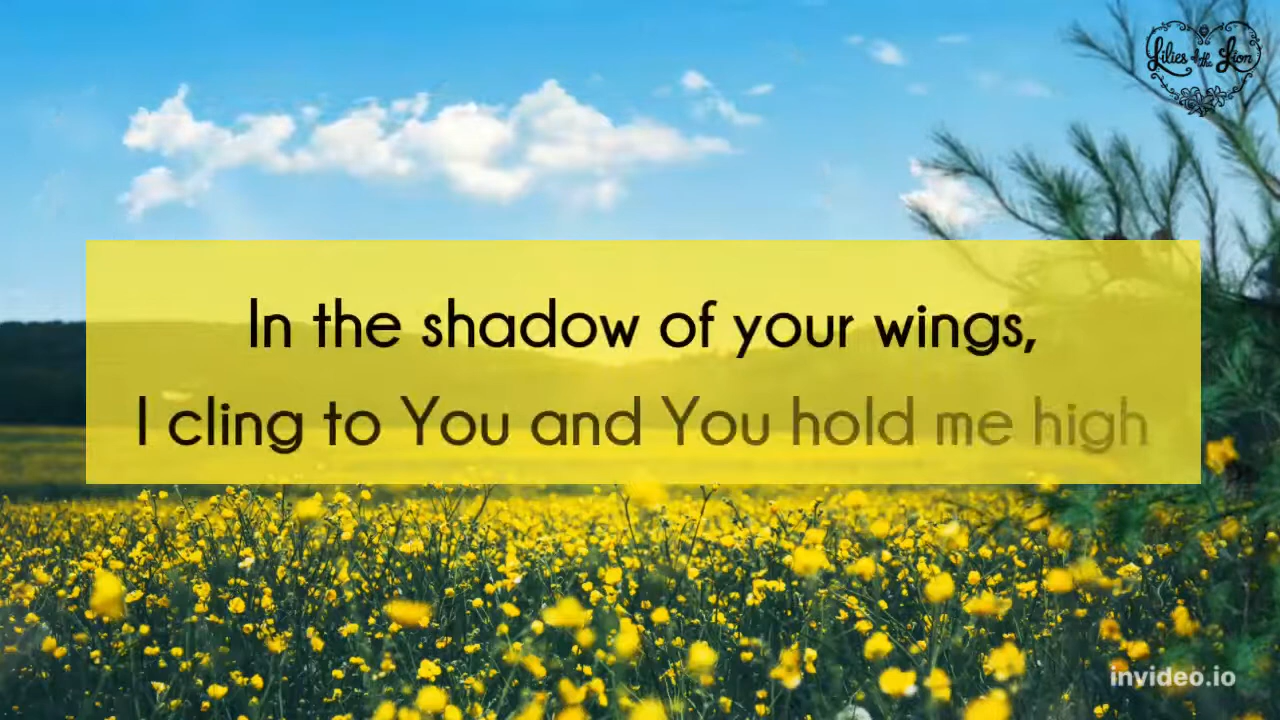 Lilies of the Lion
In the shadow of your wings,
I cling to You and You hold me high
invideo.io